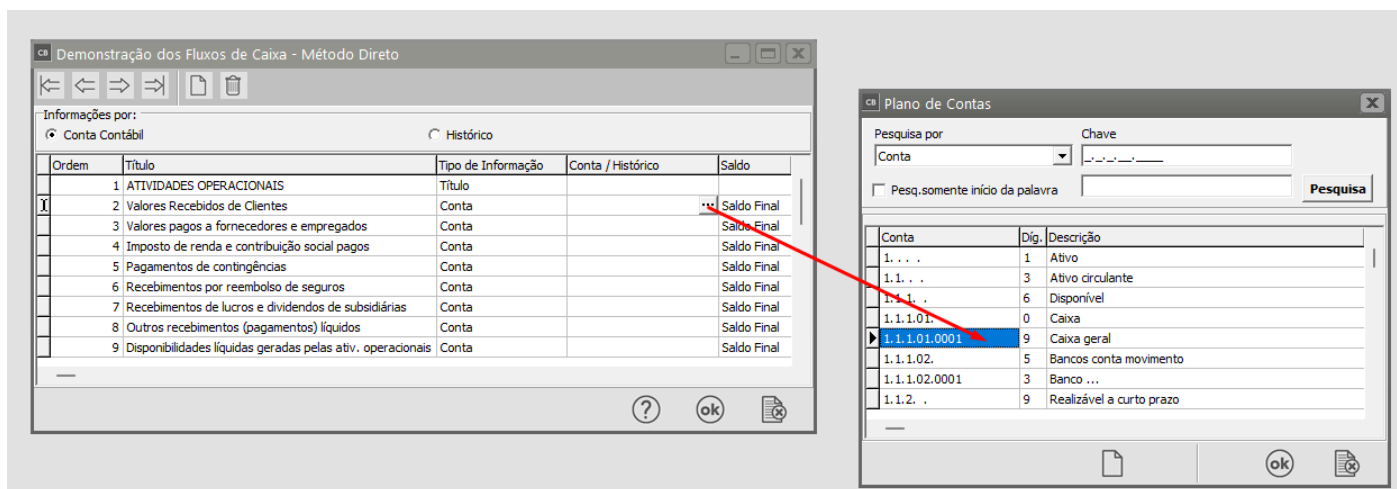 CB Demonstração dos Fluxos de Caixa - Método Direto
Informações por:
Conta Contábil Histórico
Ordem Título Tipo de Informação Conta / Histórico Saldo
1 ATIVIDADES OPERACIONAIS Título
2 Valores Recebidos de Clientes Conta ... Saldo Final
3 Valores pagos a fornecedores e empregados Conta Saldo Final
4 Imposto de renda e contribuição social pagos Conta Saldo Final
5 Pagamentos de contingências Conta Saldo Final
6 Recebimentos por reembolso de seguros Conta Saldo Final
7 Recebimentos de lucros e dividendos de subsidiárias Conta Saldo Final
8 Outros recebimentos (pagamentos) líquidos Conta Saldo Final
9 Disponibilidades líquidas geradas pelas ativ. operacionais Conta Saldo Final
? ok
CB Plano de Contas X
Pesquisa por Chave
Conta _._._.__.____
Pesq.somente início da palavra Pesquisa
Conta Díg. Descrição
1. . . . 1 Ativo
1.1. . . 3 Ativo circulante
1.1.1. . 6 Disponível
1.1.1.01. 0 Caixa
1.1.1.01.0001 9 Caixa geral
1.1.1.02. 5 Bancos conta movimento
1.1.1.02.0001 3 Banco ...
1.1.2. . 9 Realizável a curto prazo
ok